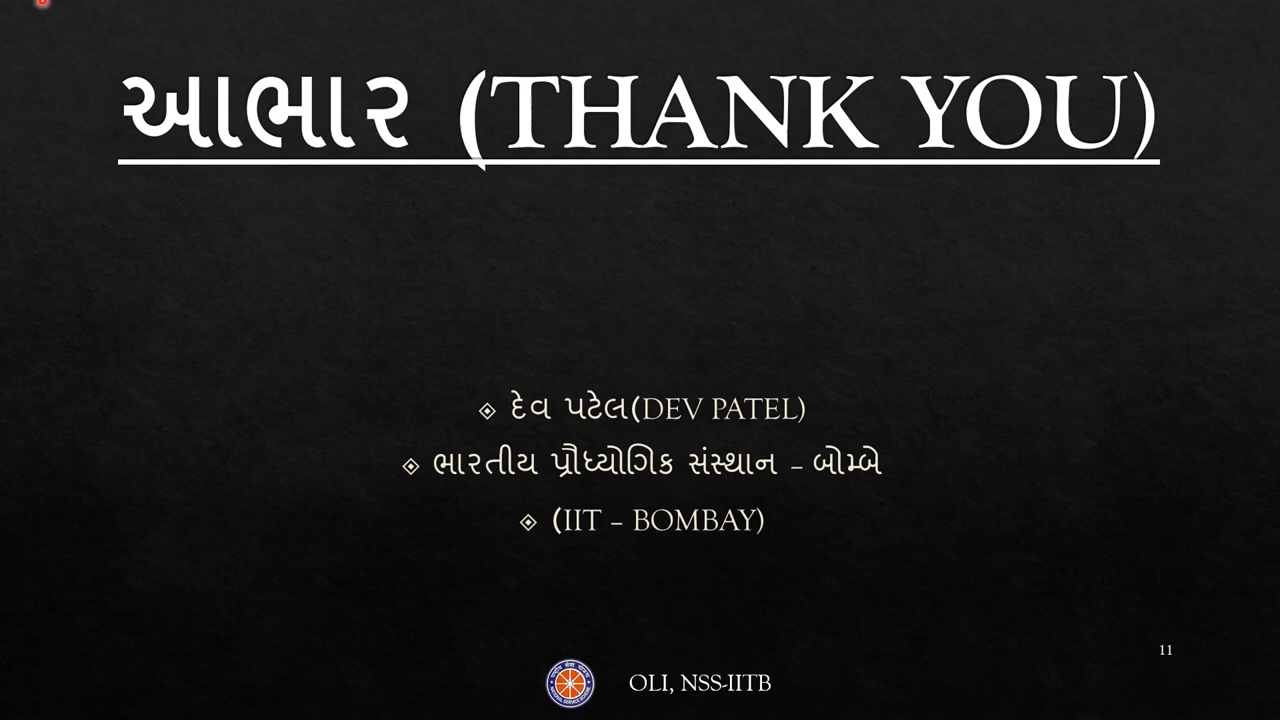 આભાર (THANK YOU)
દેવ પટેલ(DEV PATEL)
ભારતીય પ્રૌધ્યોગિક સંસ્થાન – બોમ્બે
(IIT – BOMBAY)
11
OLI, NSS-IITB